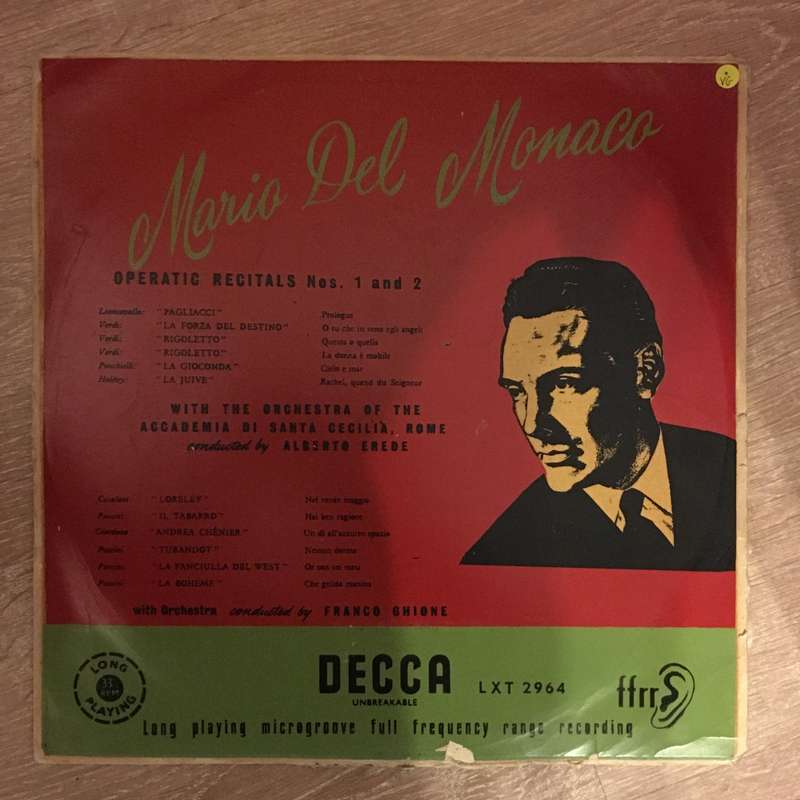 VG
Mario Del Monaco
OPERATIC RECITALS Nos. 1 and 2
Leoncavallo: "PAGLIACCI" Prologue
Verdi: "LA FORZA DEL DESTINO" O tu che in seno agli angeli
Verdi: "RIGOLETTO" Questa o quella
Verdi: "RIGOLETTO" La donna è mobile
Ponchielli: "LA GIOCONDA" Cielo e mar
Halévy: "LA JUIVE" Rachel, quand du Seigneur
WITH THE ORCHESTRA OF THE
ACCADEMIA DI SANTA CECILIA, ROME
conducted by ALBERTO EREDE
Catalani: "LORELEY" Nel verde maggio
Puccini: "IL TABARRO" Hai ben ragione
Giordano: "ANDREA CHÉNIER" Un dì all'azzurro spazio
Puccini: "TURANDOT" Nessun dorma
Puccini: "LA FANCIULLA DEL WEST" Or son sei mesi
Puccini: "LA BOHEME" Che gelida manina
with Orchestra conducted by FRANCO GHIONE
LONG PLAYING
33
DECCA
UNBREAKABLE
LXT 2964
ffrr
Long playing microgroove full frequency range recording